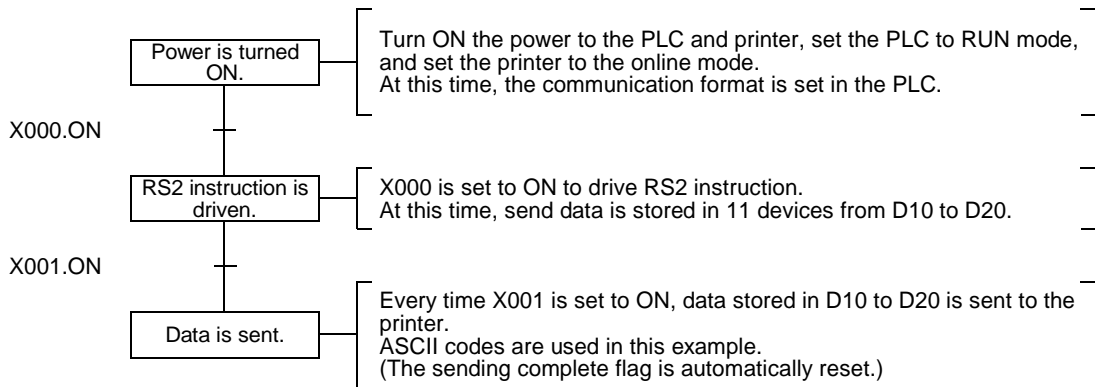 Power is turned
ON.
Turn ON the power to the PLC and printer, set the PLC to RUN mode,
and set the printer to the online mode.
At this time, the communication format is set in the PLC.
X000.ON
RS2 instruction is
driven.
X000 is set to ON to drive RS2 instruction.
At this time, send data is stored in 11 devices from D10 to D20.
X001.ON
Data is sent.
Every time X001 is set to ON, data stored in D10 to D20 is sent to the
printer.
ASCII codes are used in this example.
(The sending complete flag is automatically reset.)